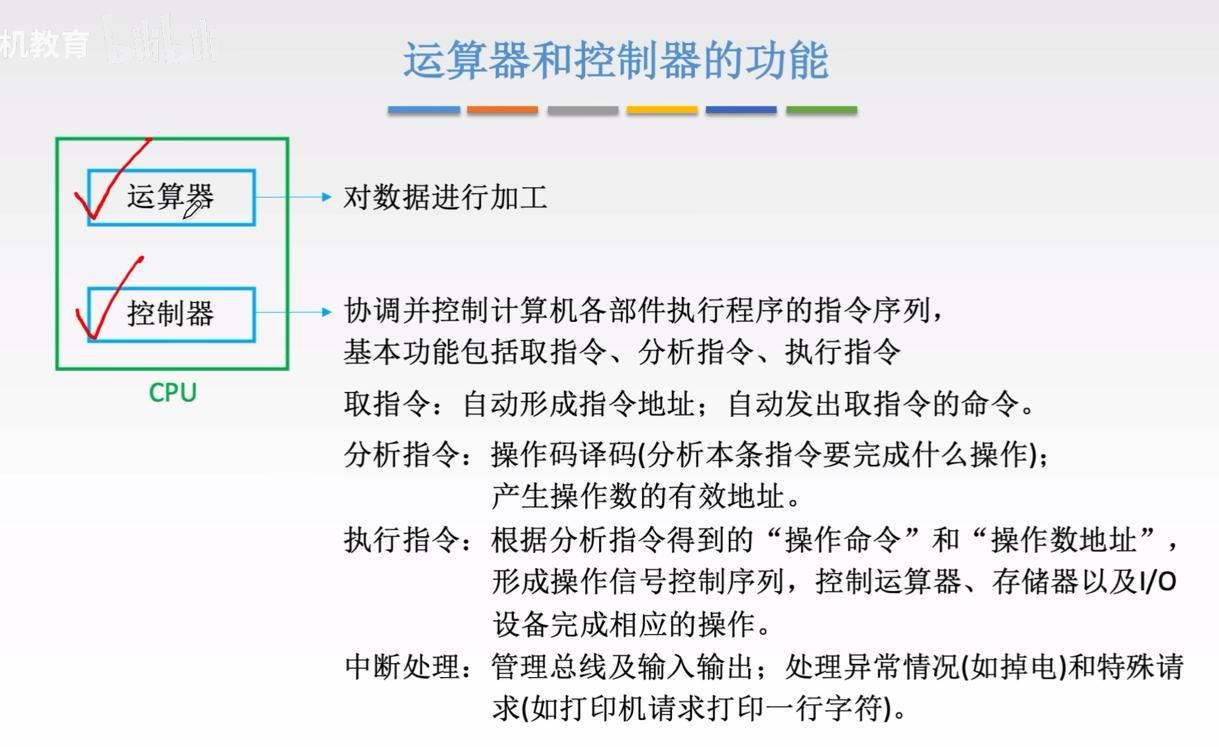 机教育 bilibili
运算器和控制器的功能
运算器
对数据进行加工
控制器
协调并控制计算机各部件执行程序的指令序列，
基本功能包括取指令、分析指令、执行指令
CPU
取指令：自动形成指令地址；自动发出取指令的命令。
分析指令：操作码译码(分析本条指令要完成什么操作)；
产生操作数的有效地址。
执行指令：根据分析指令得到的“操作命令”和“操作数地址”，
形成操作信号控制序列，控制运算器、存储器以及I/O
设备完成相应的操作。
中断处理：管理总线及输入输出；处理异常情况(如掉电)和特殊请
求(如打印机请求打印一行字符)。